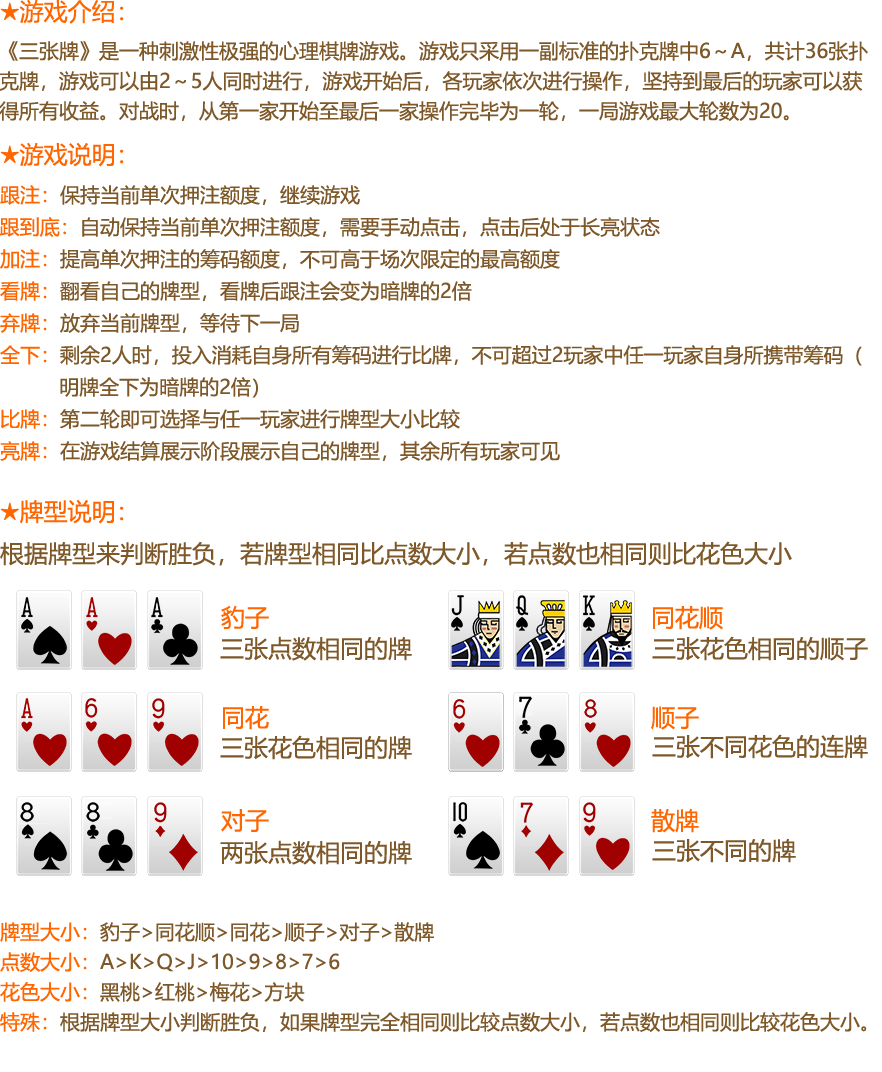 ★游戏介绍：
《三张牌》是一种刺激性极强的心理棋牌游戏。游戏只采用一副标准的扑克牌中6～A，共计36张扑
克牌，游戏可以由2～5人同时进行，游戏开始后，各玩家依次进行操作，坚持到最后的玩家可以获
得所有收益。对战时，从第一家开始至最后一家操作完毕为一轮，一局游戏最大轮数为20。
★游戏说明：
跟注：保持当前单次押注额度，继续游戏
跟到底：自动保持当前单次押注额度，需要手动点击，点击后处于长亮状态
加注：提高单次押注的筹码额度，不可高于场次限定的最高额度
看牌：翻看自己的牌型，看牌后跟注会变为暗牌的2倍
弃牌：放弃当前牌型，等待下一局
全下：剩余2人时，投入消耗自身所有筹码进行比牌，不可超过2玩家中任一玩家自身所携带筹码（
明牌全下为暗牌的2倍）
比牌：第二轮即可选择与任一玩家进行牌型大小比较
亮牌：在游戏结算展示阶段展示自己的牌型，其余所有玩家可见
★牌型说明：
根据牌型来判断胜负，若牌型相同比点数大小，若点数也相同则比花色大小
A A A 豹子
三张点数相同的牌
J Q K 同花顺
三张花色相同的顺子
A 6 9 同花
三张花色相同的牌
6 7 8 顺子
三张不同花色的连牌
8 8 9 对子
两张点数相同的牌
10 7 9 散牌
三张不同的牌
牌型大小：豹子>同花顺>同花>顺子>对子>散牌
点数大小：A>K>Q>J>10>9>8>7>6
花色大小：黑桃>红桃>梅花>方块
特殊：根据牌型大小判断胜负，如果牌型完全相同则比较点数大小，若点数也相同则比较花色大小。